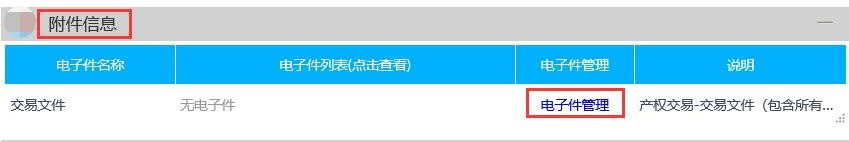 附件信息
电子件名称 电子件列表(点击查看) 电子件管理 说明
交易文件 无电子件 电子件管理 产权交易-交易文件（包含所有...